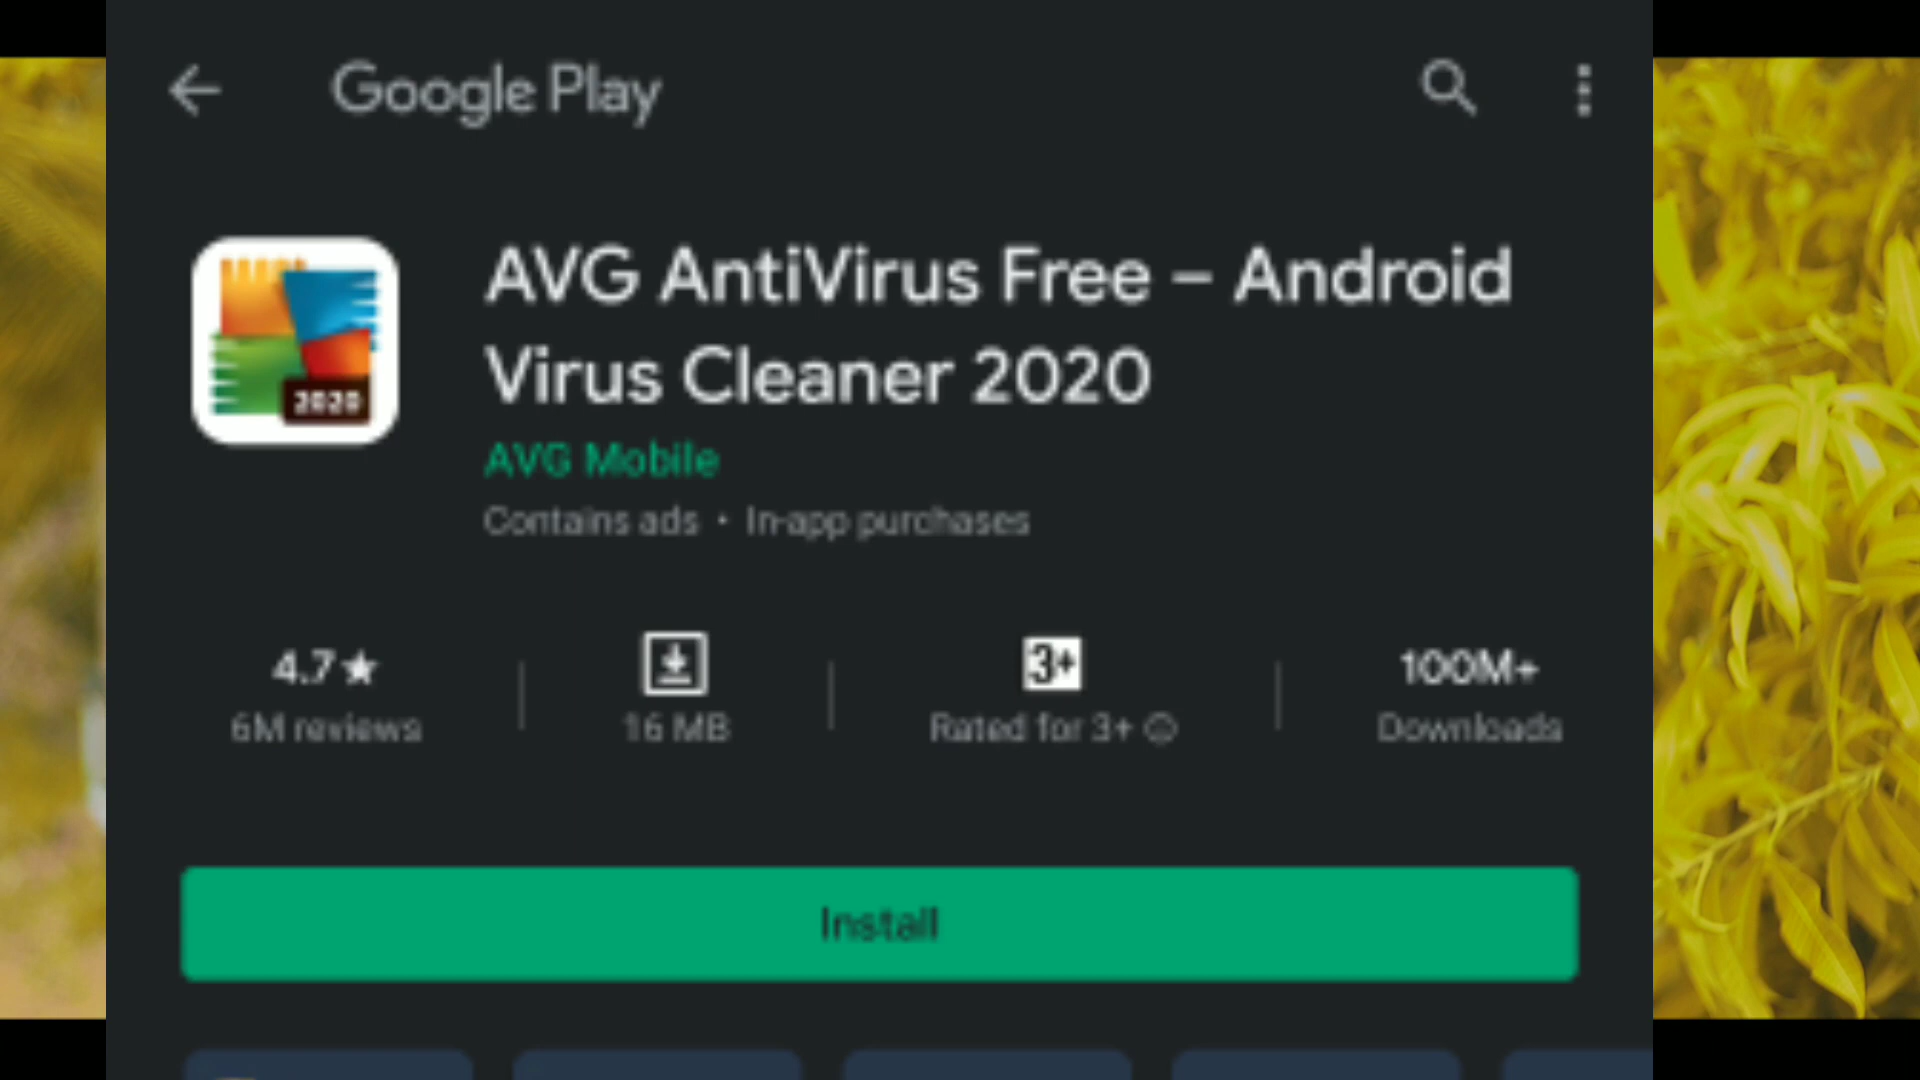 Google Play
AVG AntiVirus Free – Android
Virus Cleaner 2020
2020
AVG Mobile
Contains ads • In-app purchases
4.7★
3+
100M+
6M reviews
16 MB
Rated for 3+
Downloads
Install